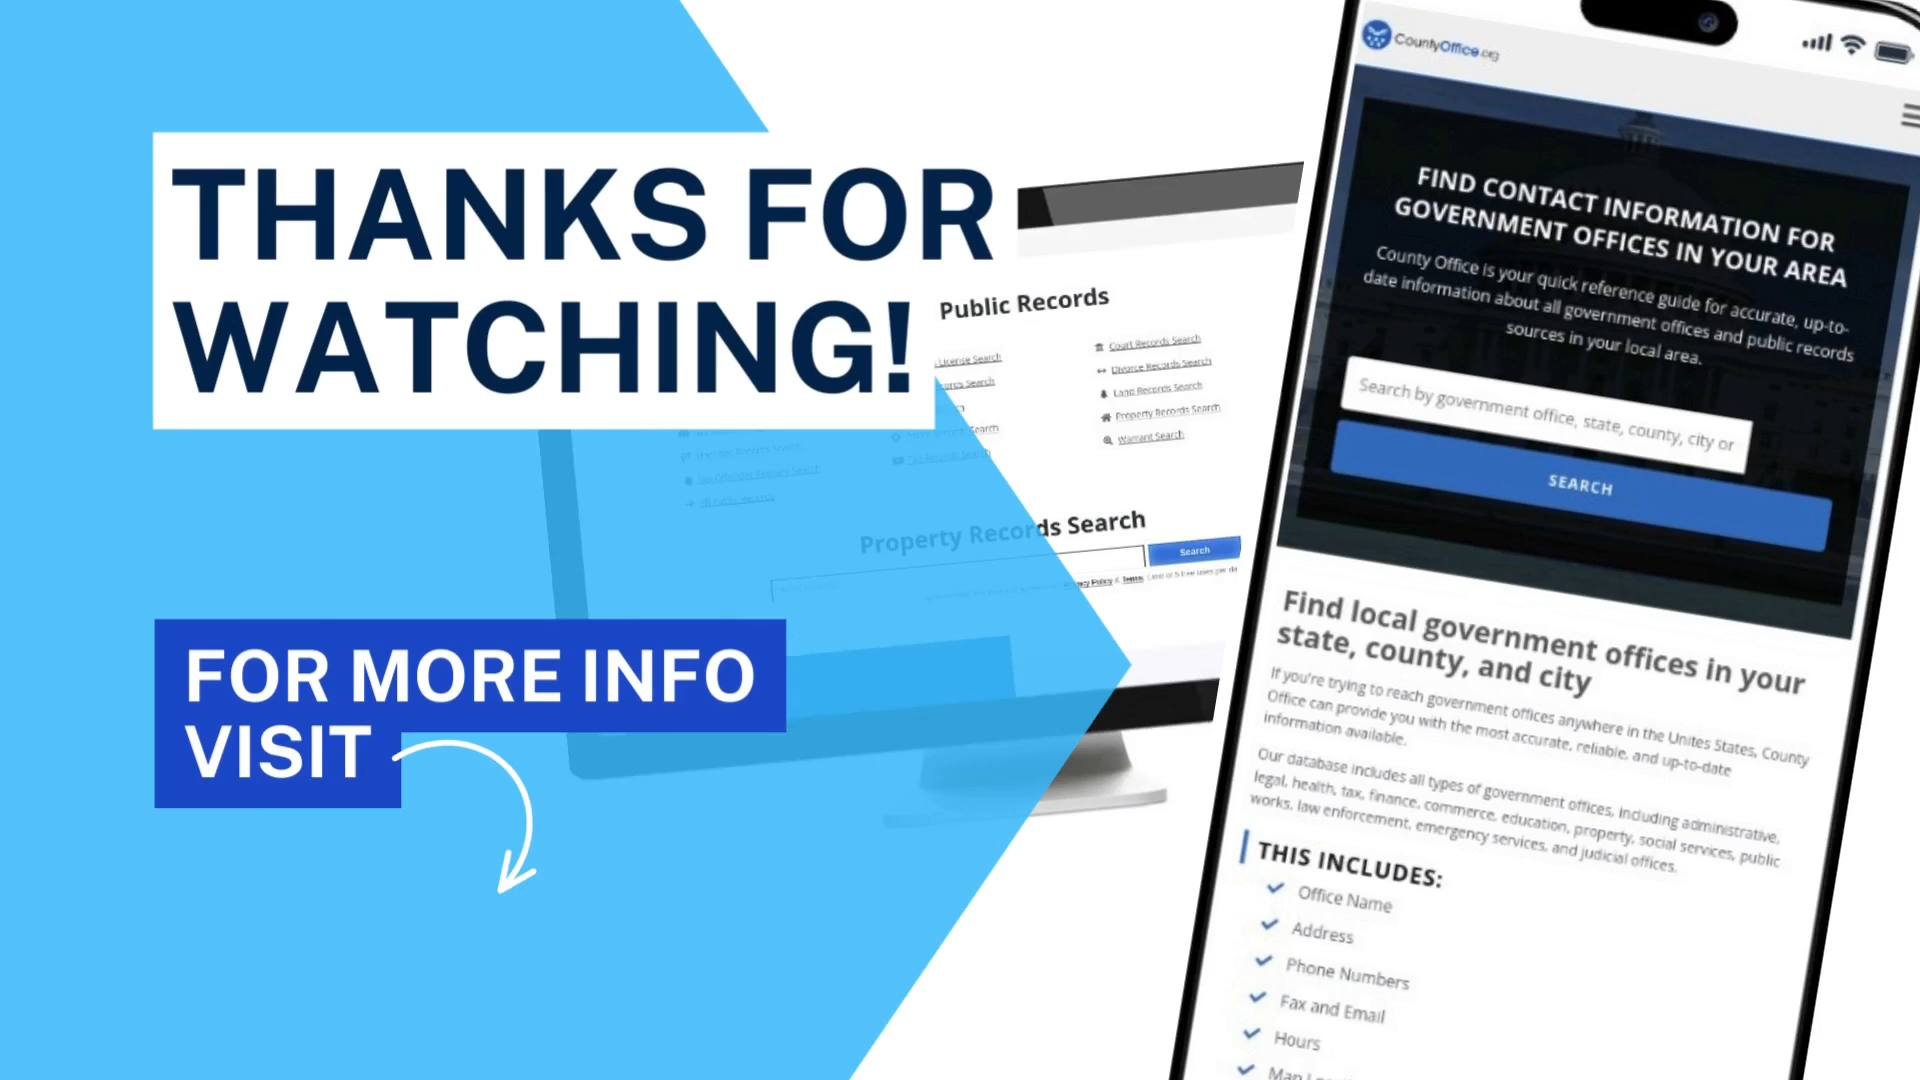 THANKS FOR
WATCHING!
FOR MORE INFO
VISIT
Public Records
License Search
Search
Search
Court Records Search
Divorce Records Search
Land Records Search
Property Records Search
Warrant Search
Property Records Search
Search
Policy & Terms
CountyOffice.org
FIND CONTACT INFORMATION FOR
GOVERNMENT OFFICES IN YOUR AREA
County Office is your quick reference guide for accurate, up-to-
date information about all government offices and public records
sources in your local area.
Search by government office, state, county, city or
SEARCH
Find local government offices in your
state, county, and city
If you're trying to reach government offices anywhere in the Unites States, County
Office can provide you with the most accurate, reliable, and up-to-date
information available.
Our database includes all types of government offices, including administrative,
legal, health, tax, finance, commerce, education, property, social services, public
works, law enforcement, emergency services, and judicial offices.
THIS INCLUDES:
Office Name
Address
Phone Numbers
Fax and Email
Hours
Map